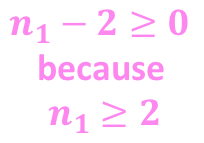 n₁ − 2 ≥ 0
because
n₁ ≥ 2